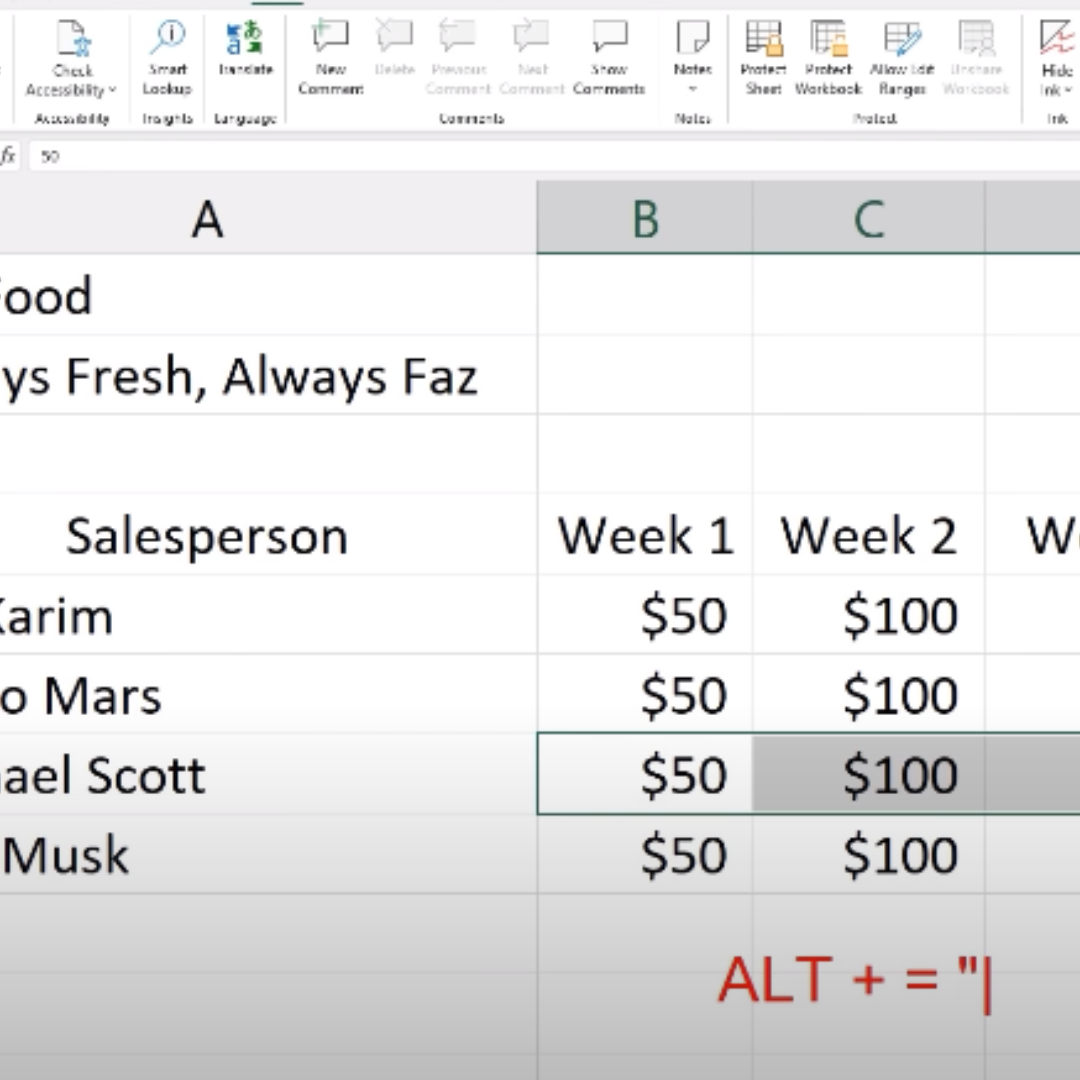 Check Accessibility
Smart Lookup
Translate
New Comment
Delete
Previous Comment
Next Comment
Show Comments
Notes
Protect Sheet
Protect Workbook
Allow Edit Ranges
Unshare Workbook
Hide Ink
Accessibility Insights Language Comments Notes Protect Ink
fx 50
A B C
Food
ys Fresh, Always Faz
Salesperson Week 1 Week 2 We
Karim $50 $100
o Mars $50 $100
ael Scott $50 $100
Musk $50 $100
ALT + = "|